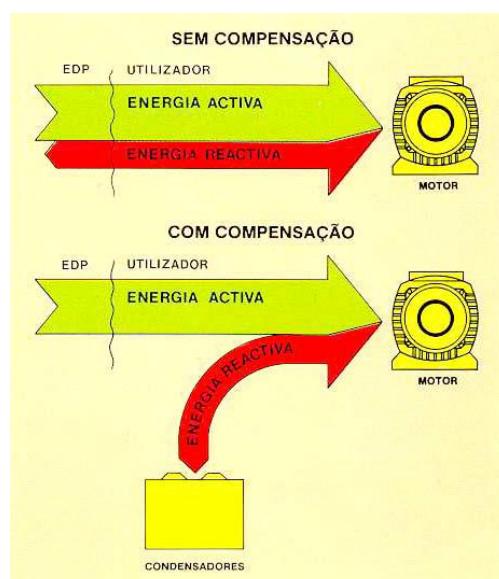 SEM COMPENSAÇÃO
EDP UTILIZADOR
ENERGIA ACTIVA
ENERGIA REACTIVA
MOTOR
COM COMPENSAÇÃO
EDP UTILIZADOR
ENERGIA ACTIVA
ENERGIA REACTIVA
MOTOR
CONDENSADORES